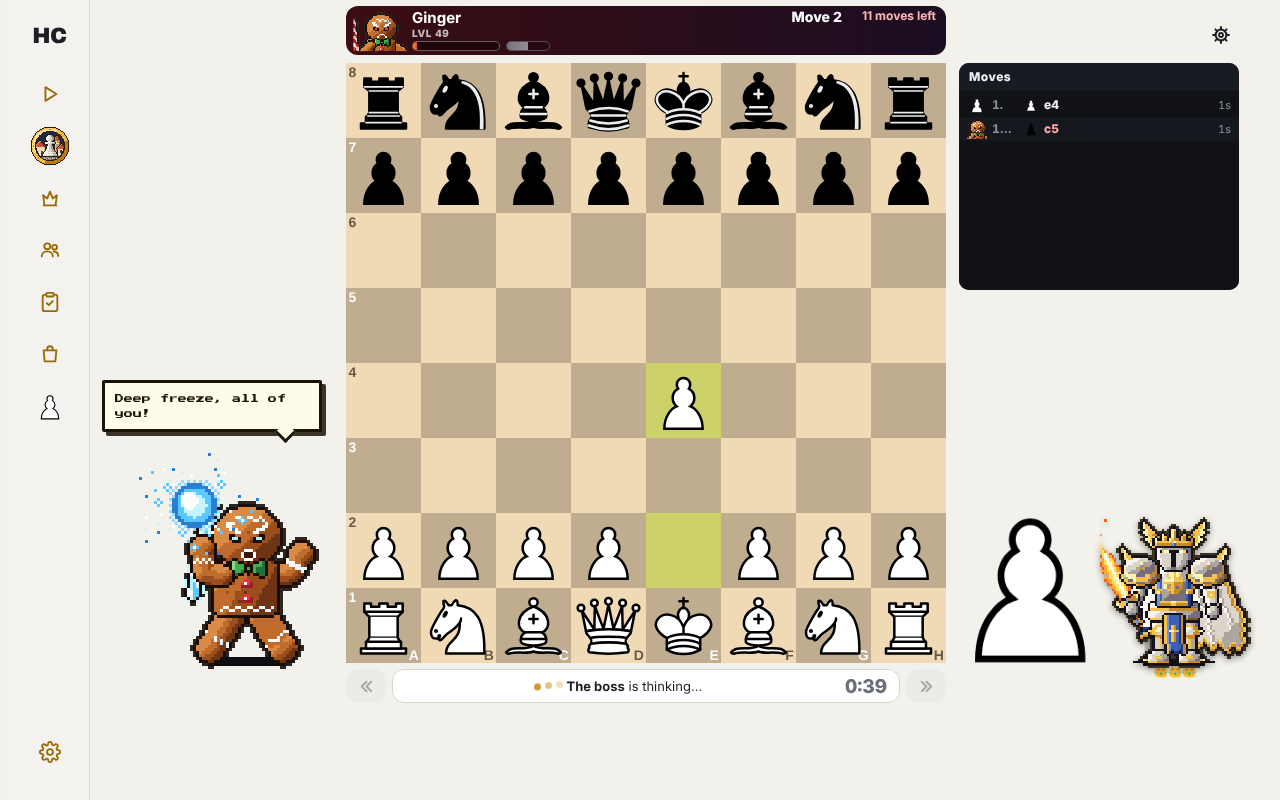 HC
Ginger
LVL 49
Move 2
11 moves left
Moves
1.
e4
1s
1...
c5
1s
8
7
6
5
4
3
2
1
A
B
C
D
E
F
G
H
Deep freeze, all of
you!
The boss is thinking...
0:39